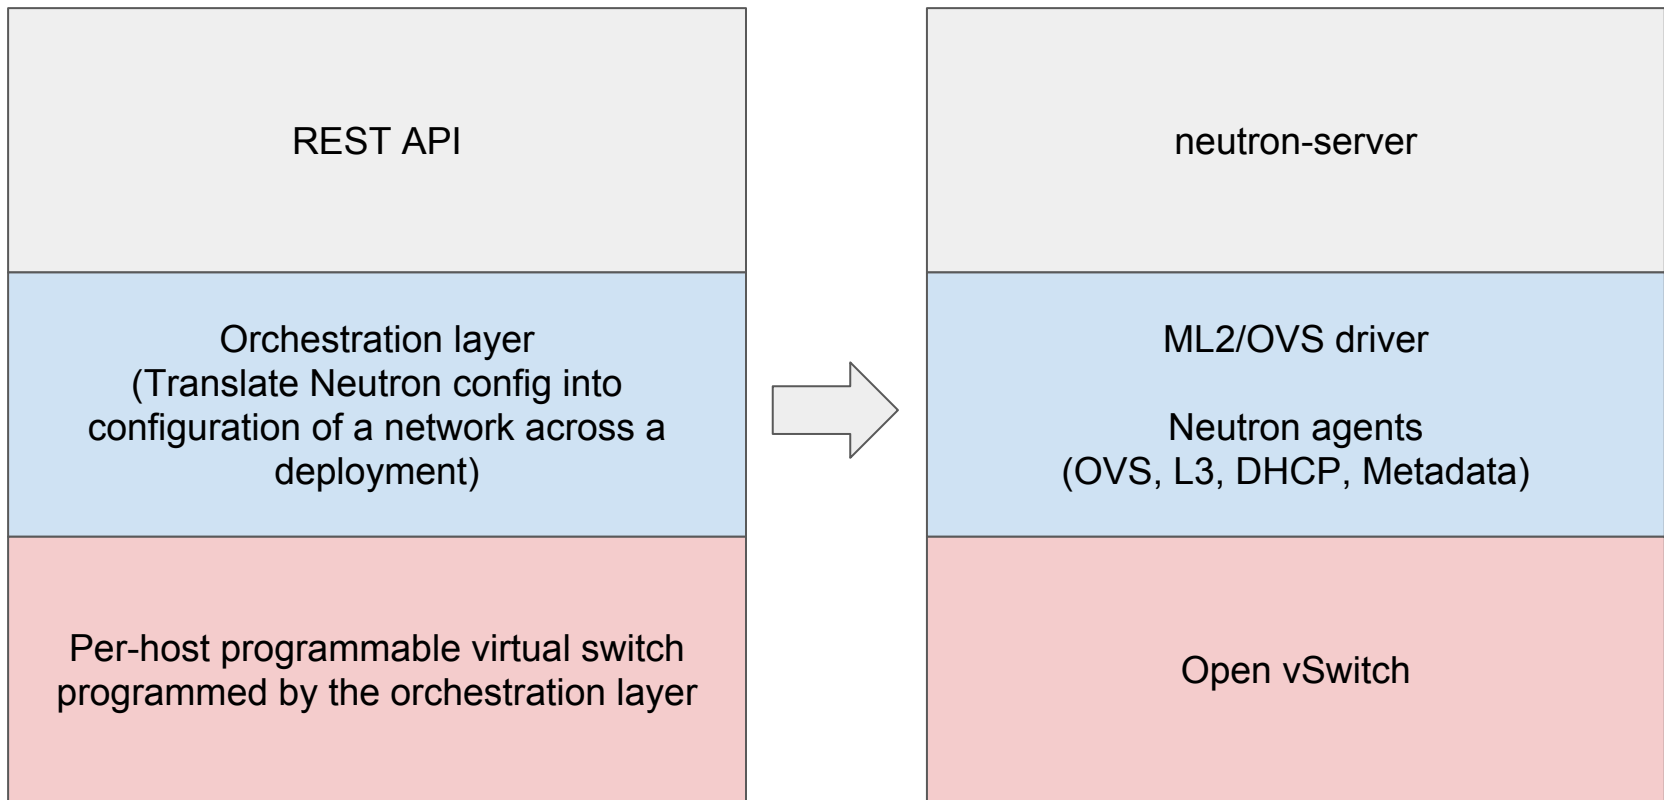 REST API
Orchestration layer
(Translate Neutron config into
configuration of a network across a
deployment)
Per-host programmable virtual switch
programmed by the orchestration layer
neutron-server
ML2/OVS driver
Neutron agents
(OVS, L3, DHCP, Metadata)
Open vSwitch